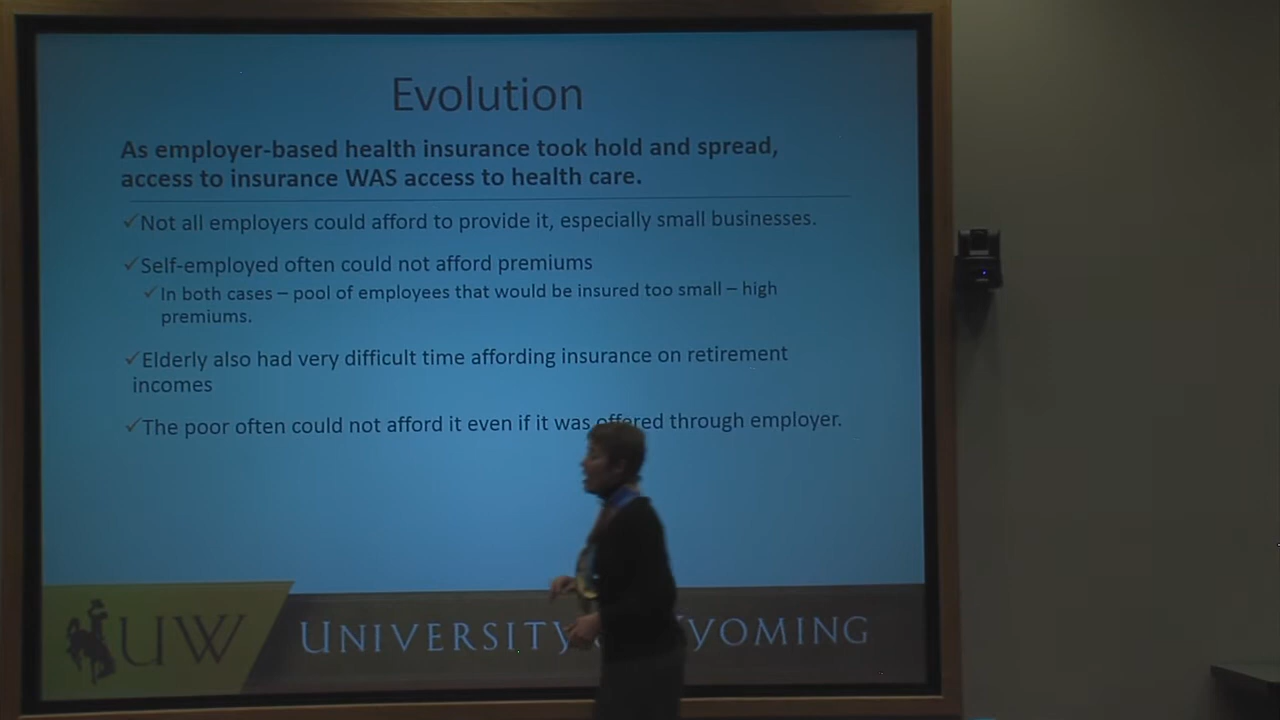 Evolution
As employer-based health insurance took hold and spread,
access to insurance WAS access to health care.
✓Not all employers could afford to provide it, especially small businesses.
✓Self-employed often could not afford premiums
✓In both cases – pool of employees that would be insured too small – high
premiums.
✓Elderly also had very difficult time affording insurance on retirement
incomes
✓The poor often could not afford it even if it was offered through employer.
UW UNIVERSITY WYOMING